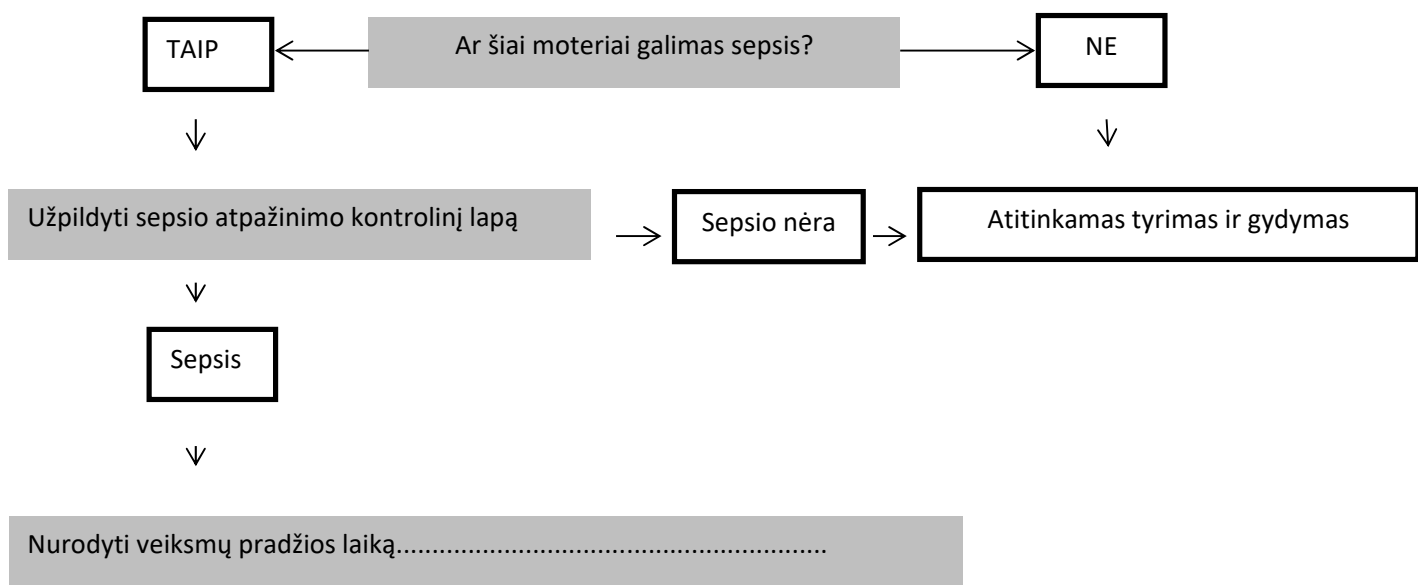 TAIP
Ar šiai moteriai galimas sepsis?
NE
Užpildyti sepsio atpažinimo kontrolinį lapą
Sepsio nėra
Atitinkamas tyrimas ir gydymas
Sepsis
Nurodyti veiksmų pradžios laiką............................................................